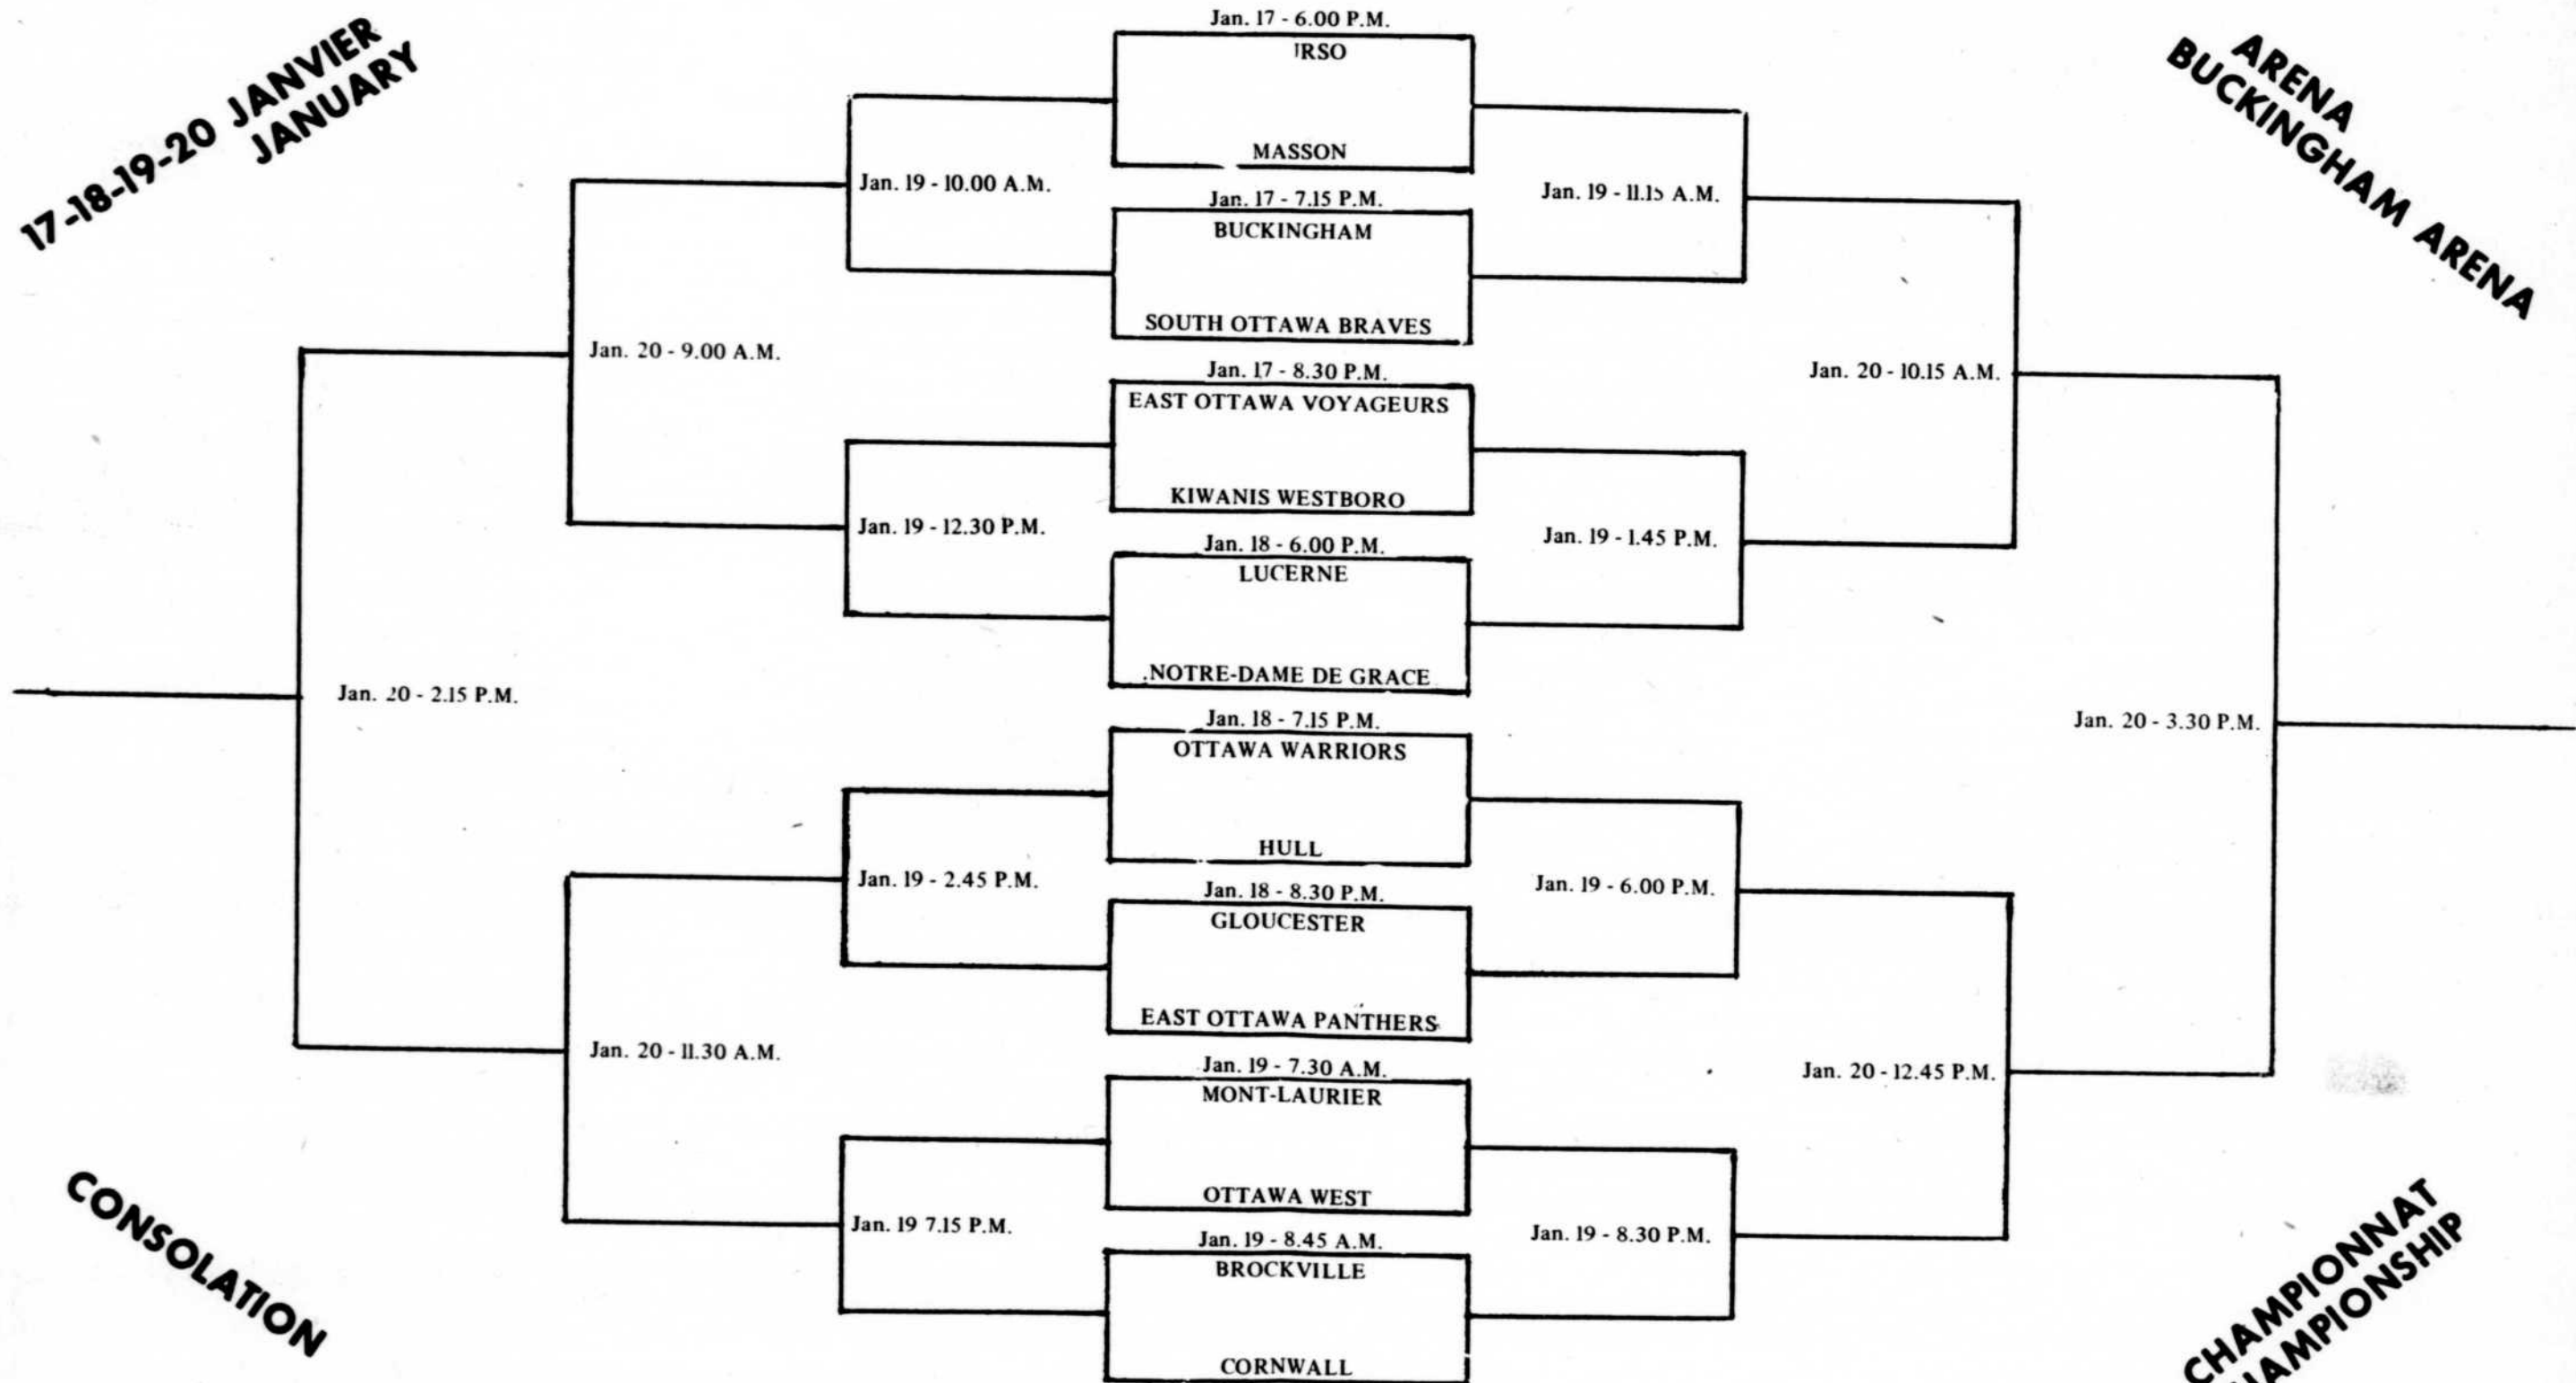 17-18-19-20 JANVIER
JANUARY
ARENA
BUCKINGHAM ARENA
Jan. 17 - 6.00 P.M.
MASSON
Jan. 19 - 10.00 A.M.
Jan. 19 - 11.15 A.M.
Jan. 17 - 7.15 P.M.
BUCKINGHAM
SOUTH OTTAWA BRAVES
Jan. 20 - 9.00 A.M.
Jan. 17 - 8.30 P.M.
Jan. 20 - 10.15 A.M.
EAST OTTAWA VOYAGEURS
KIWANIS WESTBORO
Jan. 19 - 12.30 P.M.
Jan. 19 - 1.45 P.M.
Jan. 18 - 6.00 P.M.
LUCERNE
NOTRE-DAME DE GRACE
Jan. 20 - 2.15 P.M.
Jan. 18 - 7.15 P.M.
Jan. 20 - 3.30 P.M.
OTTAWA WARRIORS
HULL
Jan. 19 - 2.45 P.M.
Jan. 19 - 6.00 P.M.
Jan. 18 - 8.30 P.M.
GLOUCESTER
EAST OTTAWA PANTHERS
Jan. 20 - 11.30 A.M.
Jan. 19 - 7.30 A.M.
Jan. 20 - 12.45 P.M.
MONT-LAURIER
OTTAWA WEST
Jan. 19 7.15 P.M.
Jan. 19 - 8.30 P.M.
Jan. 19 - 8.45 A.M.
BROCKVILLE
CORNWALL
CONSOLATION
CHAMPIONNAT